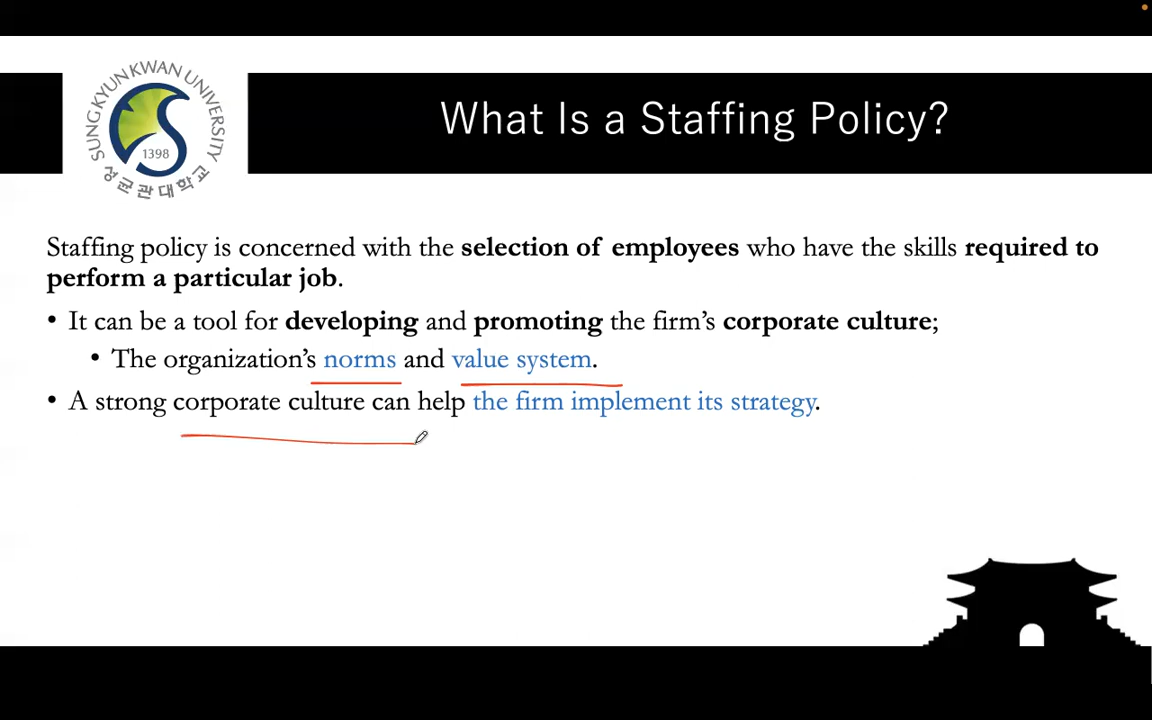 SUNGKYUNKWAN UNIVERSITY
1398
성균관대학교
What Is a Staffing Policy?
Staffing policy is concerned with the selection of employees who have the skills required to
perform a particular job.
• It can be a tool for developing and promoting the firm's corporate culture;
• The organization's norms and value system.
• A strong corporate culture can help the firm implement its strategy.